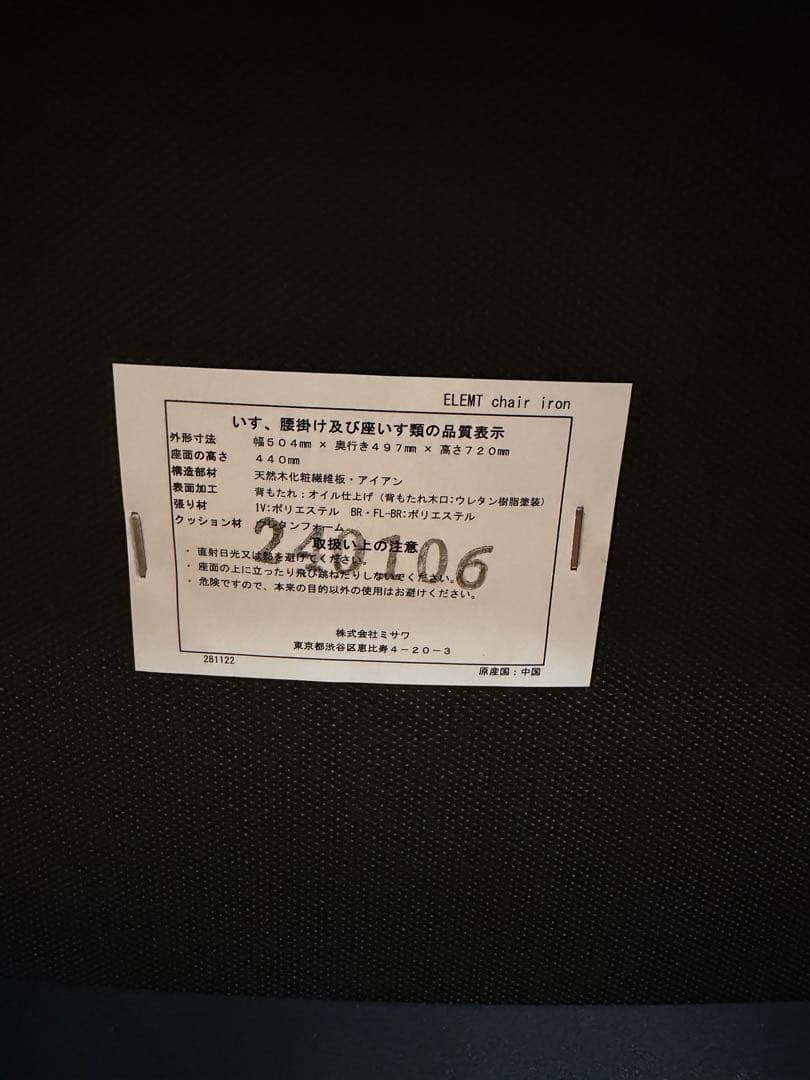 ELEMT chair iron
いす、腰掛け及び座いす類の品質表示
外形寸法 幅504mm × 奥行き497mm × 高さ720mm
座面の高さ 440mm
構造部材 天然木化粧繊維板・アイアン
表面加工 背もたれ:オイル仕上げ (背もたれ木口:ウレタン樹脂塗装)
張り材 IV:ポリエステル BR・FL-BR:ポリエステル
クッション材 ウレタンフォーム
取扱い上の注意
240106
・直射日光又は熱を避けてください。
・座面の上に立ったり飛び跳ねたりしないでください。
・危険ですので、本来の目的以外の使用はお避けください。
株式会社ミサワ
東京都渋谷区恵比寿4-20-3
2B1122
原産国:中国